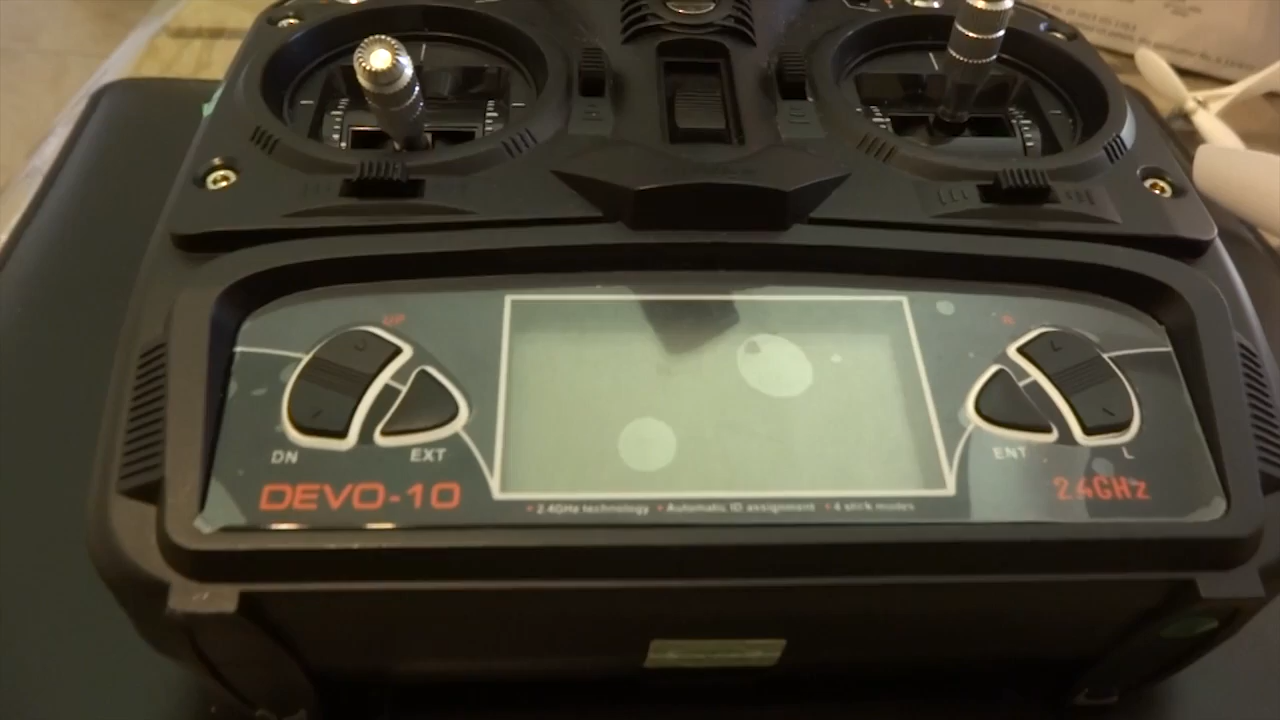 UP
R
DN
EXT
ENT
L
DEVO-10
2.4GHz
• 2.4GHz technology • Automatic ID assignment • 4 stick modes